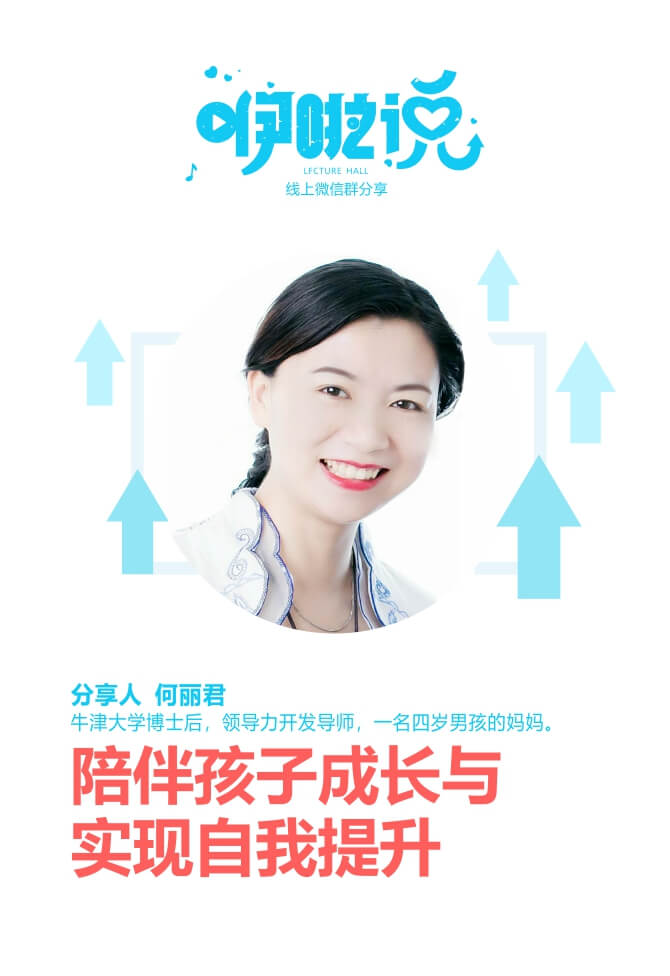 咿啦说
LECTURE HALL
线上微信群分享
分享人 何丽君
牛津大学博士后，领导力开发导师，一名四岁男孩的妈妈。
陪伴孩子成长与
实现自我提升